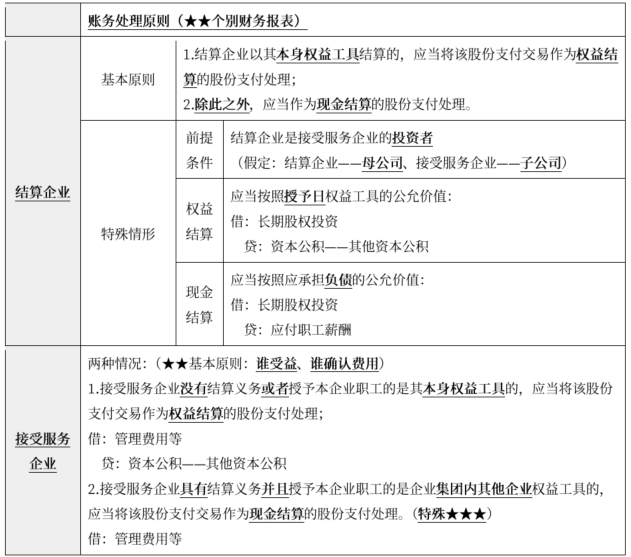 账务处理原则（★★个别财务报表）
结算企业
基本原则
1.结算企业以其本身权益工具结算的，应当将该股份支付交易作为权益结
算的股份支付处理；
2.除此之外，应当作为现金结算的股份支付处理。
特殊情形
前提
条件
结算企业是接受服务企业的投资者
（假定：结算企业——母公司、接受服务企业——子公司）
权益
结算
应当按照授予日权益工具的公允价值：
借：长期股权投资
贷：资本公积——其他资本公积
现金
结算
应当按照应承担负债的公允价值：
借：长期股权投资
贷：应付职工薪酬
接受服务
企业
两种情况：（★★基本原则：谁受益、谁确认费用）
1.接受服务企业没有结算义务或者授予本企业职工的是其本身权益工具的，应当将该股份
支付交易作为权益结算的股份支付处理；
借：管理费用等
贷：资本公积——其他资本公积
2.接受服务企业具有结算义务并且授予本企业职工的是企业集团内其他企业权益工具的，
应当将该股份支付交易作为现金结算的股份支付处理。（特殊★★★）
借：管理费用等